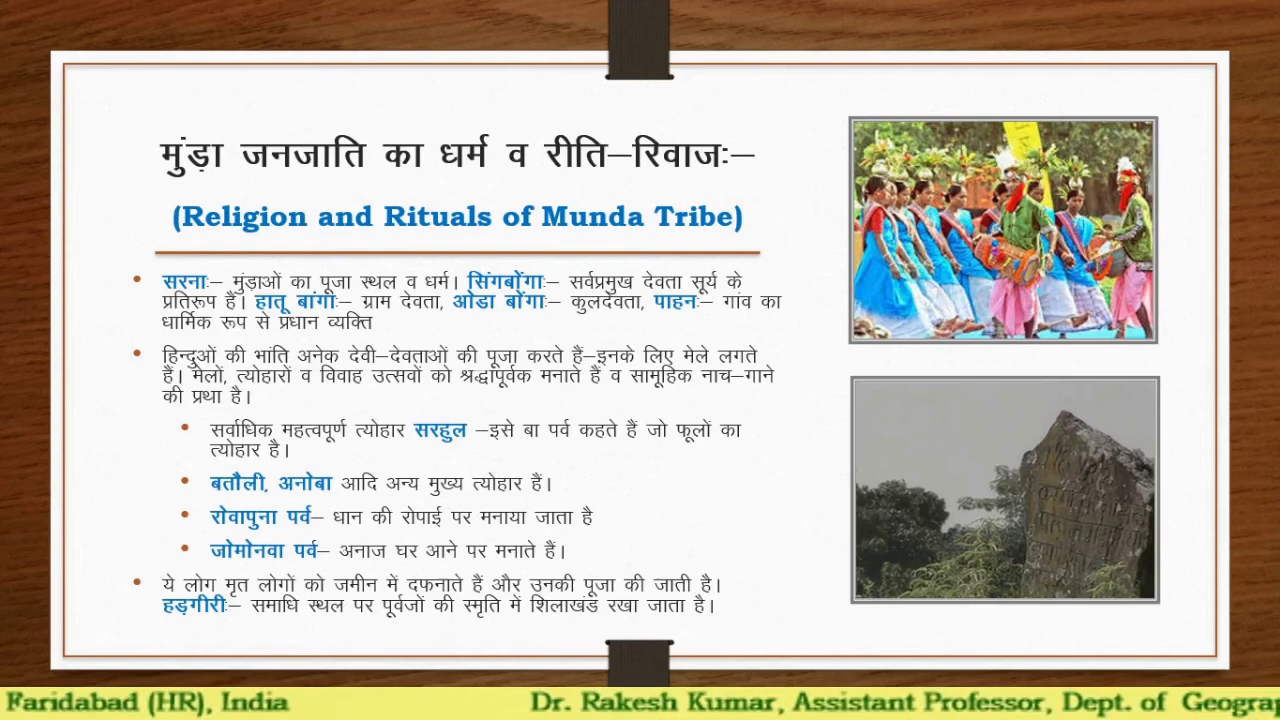 मुंड़ा जनजाति का धर्म व रीति–रिवाजः–
(Religion and Rituals of Munda Tribe)
• सरनाः– मुंडाओं का पूजा स्थल व धर्म। सिंगबोंगाः– सर्वप्रमुख देवता सूर्य के
प्रतिरूप हैं। हातू बांगाः– ग्राम देवता, ओडा बोंगाः– कुलदेवता, पाहनः– गांव का
धार्मिक रूप से प्रधान व्यक्ति
• हिन्दुओं की भांति अनेक देवी–देवताओं की पूजा करते हैं–इनके लिए मेले लगते
हैं। मेलों, त्योहारों व विवाह उत्सवों को श्रद्धापूर्वक मनाते हैं व सामूहिक नाच–गाने
की प्रथा है।
• सर्वाधिक महत्वपूर्ण त्योहार सरहुल –इसे बा पर्व कहते हैं जो फूलों का
त्योहार है।
• बतौली, अनोबा आदि अन्य मुख्य त्योहार हैं।
• रोवापुना पर्व– धान की रोपाई पर मनाया जाता है
• जोमोनवा पर्व– अनाज घर आने पर मनाते हैं।
• ये लोग मृत लोगों को जमीन में दफनाते हैं और उनकी पूजा की जाती है।
हड़गीरीः– समाधि स्थल पर पूर्वजों की स्मृति में शिलाखंड रखा जाता है।
Faridabad (HR), India Dr. Rakesh Kumar, Assistant Professor, Dept. of Geograp